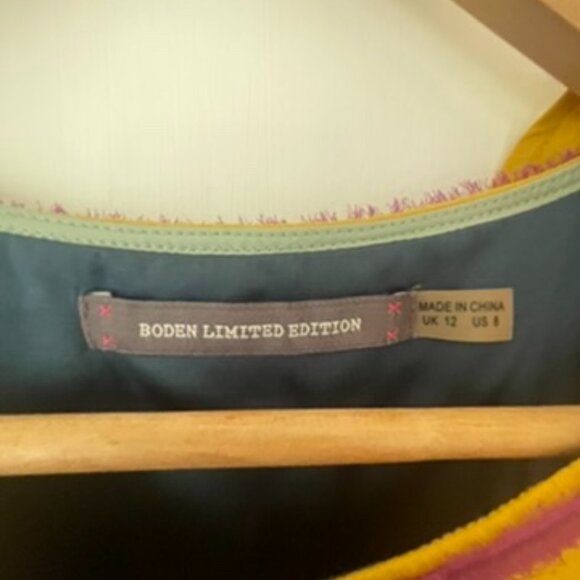 BODEN LIMITED EDITION
MADE IN CHINA
UK 12 US 8